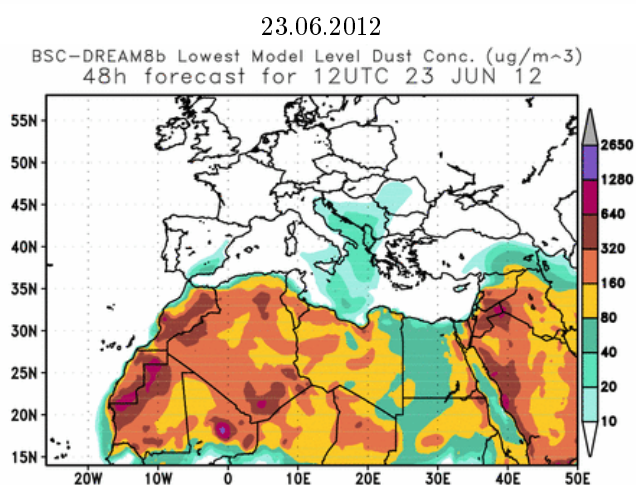 23.06.2012
BSC-DREAM8b Lowest Model Level Dust Conc. (ug/m^3)
48h forecast for 12UTC 23 JUN 12
55N
50N
45N
40N
35N
30N
25N
20N
15N
20W 10W 0 10E 20E 30E 40E 50E
2650
1280
640
320
160
80
40
20
10